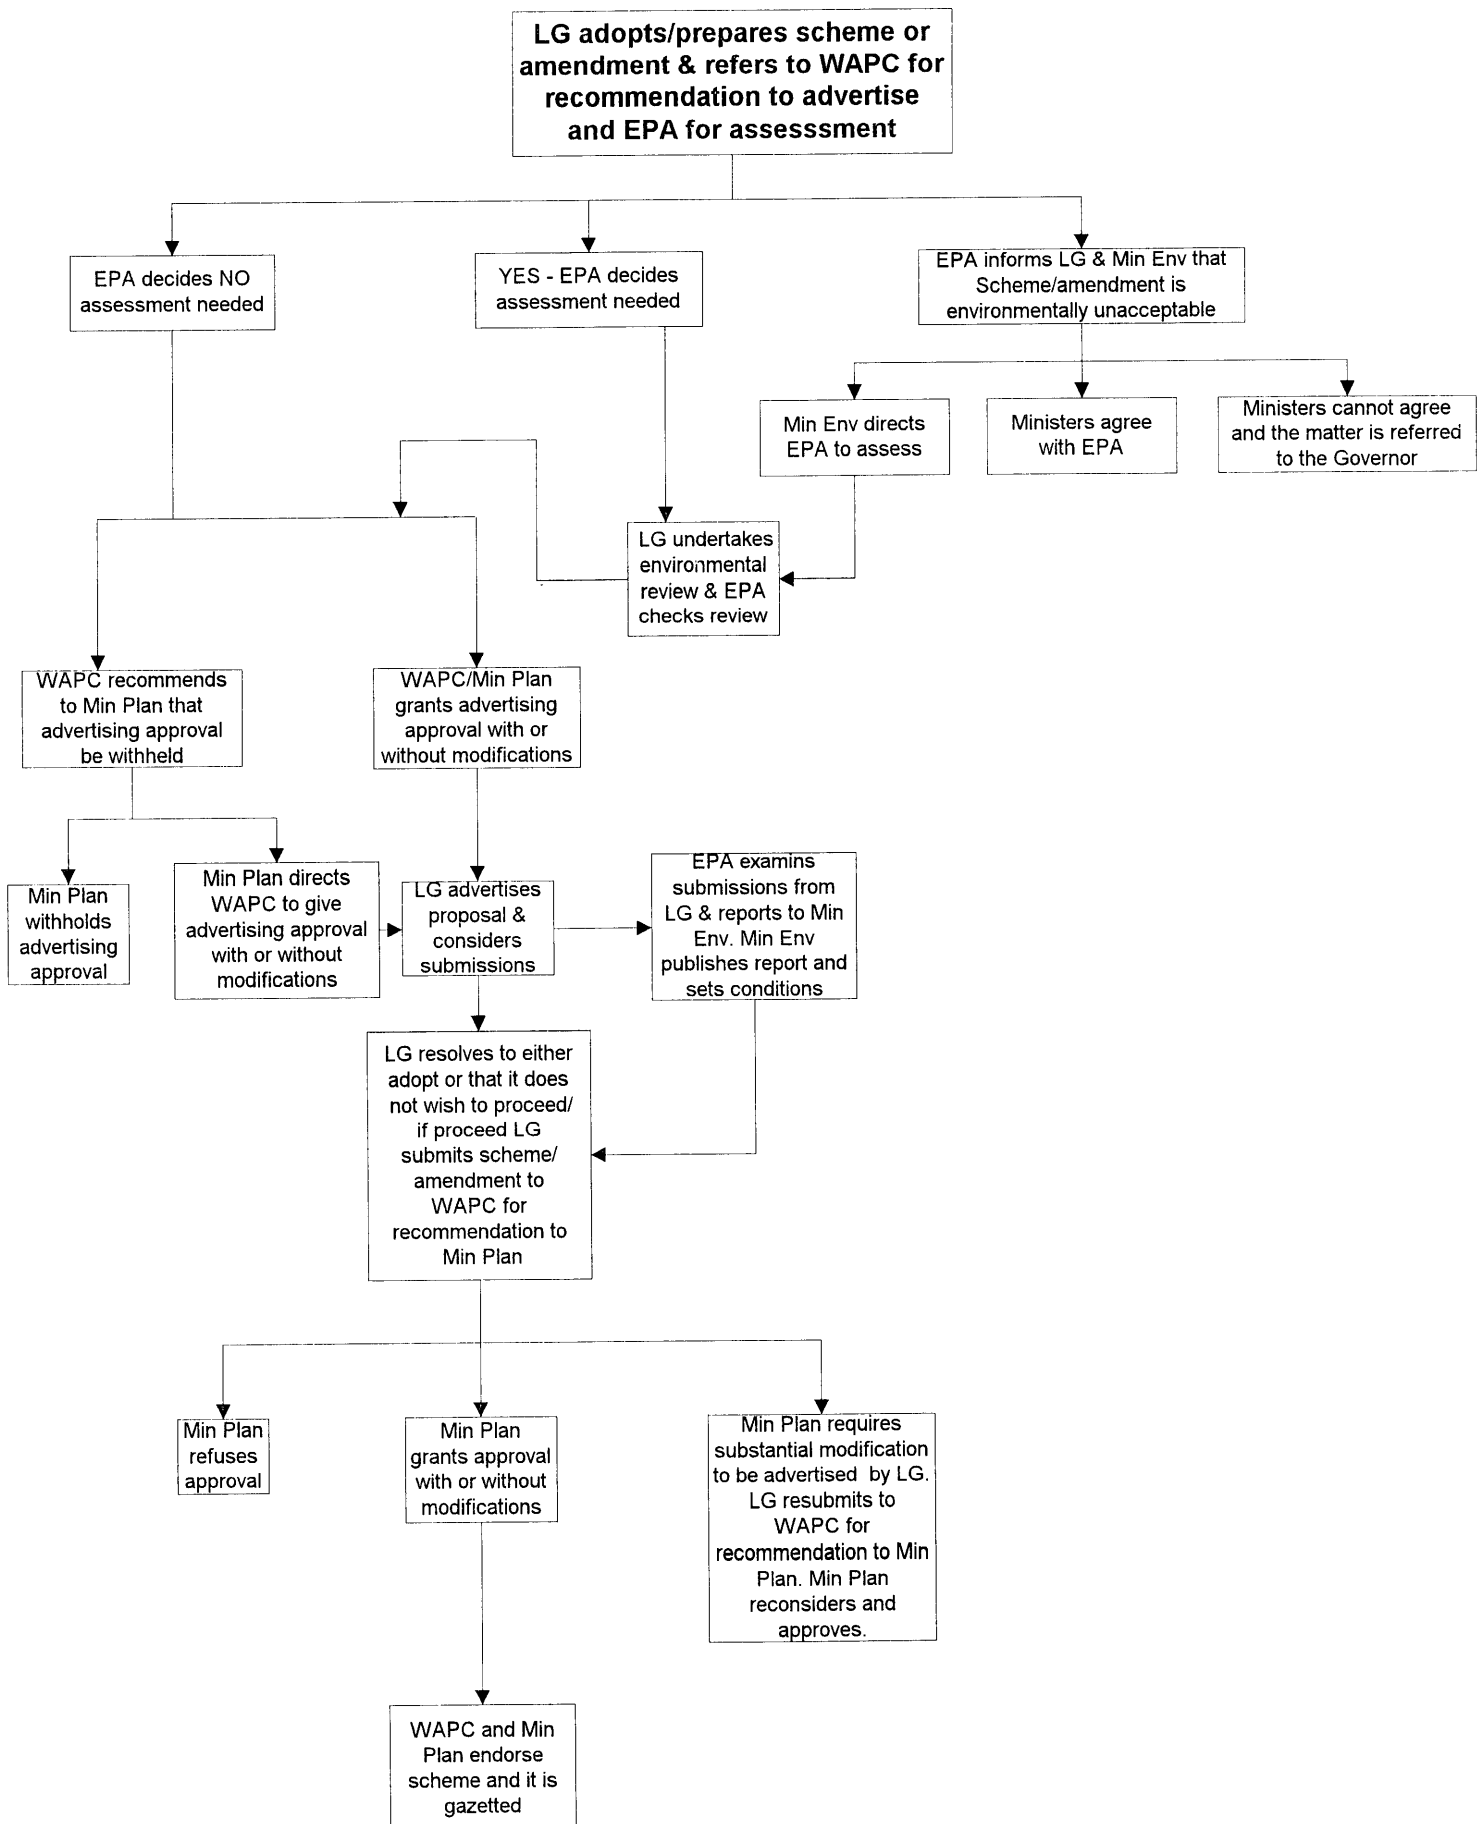 LG adopts/prepares scheme or
amendment & refers to WAPC for
recommendation to advertise
and EPA for assesssment
EPA decides NO
assessment needed
YES - EPA decides
assessment needed
EPA informs LG & Min Env that
Scheme/amendment is
environmentally unacceptable
Min Env directs
EPA to assess
Ministers agree
with EPA
Ministers cannot agree
and the matter is referred
to the Governor
LG undertakes
environmental
review & EPA
checks review
WAPC recommends
to Min Plan that
advertising approval
be withheld
WAPC/Min Plan
grants advertising
approval with or
without modifications
Min Plan
withholds
advertising
approval
Min Plan directs
WAPC to give
advertising approval
with or without
modifications
LG advertises
proposal &
considers
submissions
EPA examins
submissions from
LG & reports to Min
Env. Min Env
publishes report and
sets conditions
LG resolves to either
adopt or that it does
not wish to proceed/
if proceed LG
submits scheme/
amendment to
WAPC for
recommendation to
Min Plan
Min Plan
refuses
approval
Min Plan
grants approval
with or without
modifications
Min Plan requires
substantial modification
to be advertised by LG.
LG resubmits to
WAPC for
recommendation to Min
Plan. Min Plan
reconsiders and
approves.
WAPC and Min
Plan endorse
scheme and it is
gazetted